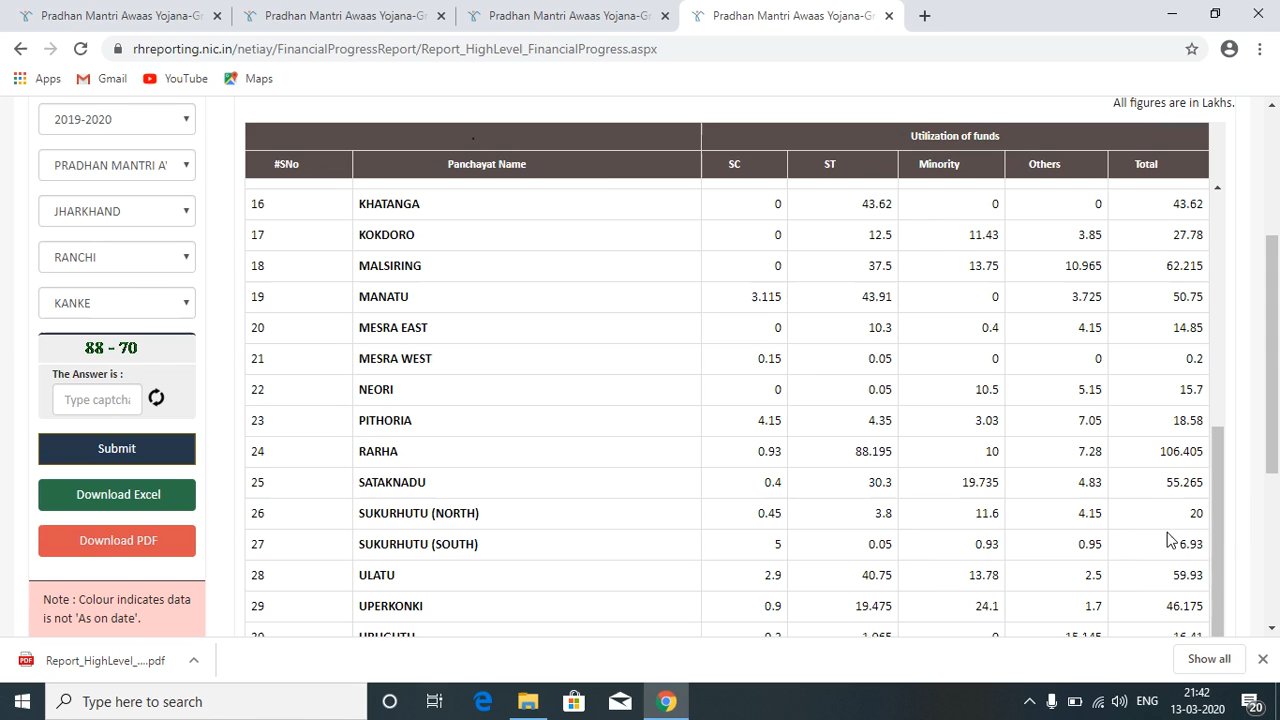 Pradhan Mantri Awaas Yojana-Gr
Pradhan Mantri Awaas Yojana-Gr
Pradhan Mantri Awaas Yojana-Gr
Pradhan Mantri Awaas Yojana-Gr
rhreporting.nic.in/netiay/FinancialProgressReport/Report_HighLevel_FinancialProgress.aspx
Apps Gmail YouTube Maps
All figures are in Lakhs.
2019-2020
PRADHAN MANTRI A
JHARKHAND
RANCHI
KANKE
88 - 70
The Answer is :
Type captcha
Submit
Download Excel
Download PDF
Note : Colour indicates data
is not 'As on date'.
. Utilization of funds
#SNo Panchayat Name SC ST Minority Others Total
16 KHATANGA 0 43.62 0 0 43.62
17 KOKDORO 0 12.5 11.43 3.85 27.78
18 MALSIRING 0 37.5 13.75 10.965 62.215
19 MANATU 3.115 43.91 0 3.725 50.75
20 MESRA EAST 0 10.3 0.4 4.15 14.85
21 MESRA WEST 0.15 0.05 0 0 0.2
22 NEORI 0 0.05 10.5 5.15 15.7
23 PITHORIA 4.15 4.35 3.03 7.05 18.58
24 RARHA 0.93 88.195 10 7.28 106.405
25 SATAKNADU 0.4 30.3 19.735 4.83 55.265
26 SUKURHUTU (NORTH) 0.45 3.8 11.6 4.15 20
27 SUKURHUTU (SOUTH) 5 0.05 0.93 0.95 6.93
28 ULATU 2.9 40.75 13.78 2.5 59.93
29 UPERKONKI 0.9 19.475 24.1 1.7 46.175
Report_HighLevel_....pdf
Show all
Type here to search
ENG
21:42
13-03-2020
20